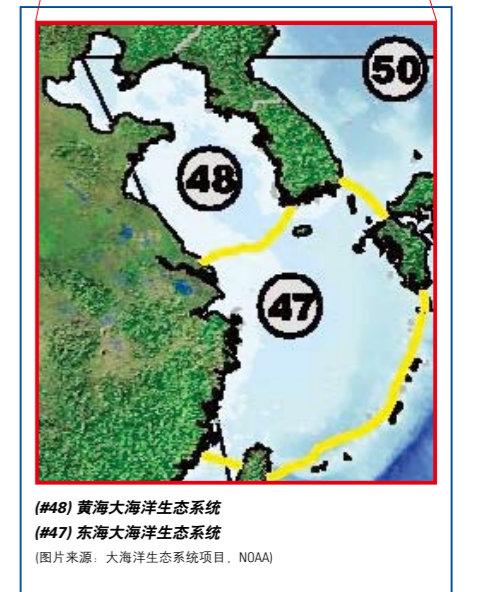 50
48
47
(#48) 黄海大海洋生态系统
(#47) 东海大海洋生态系统
(图片来源：大海洋生态系统项目，NOAA)